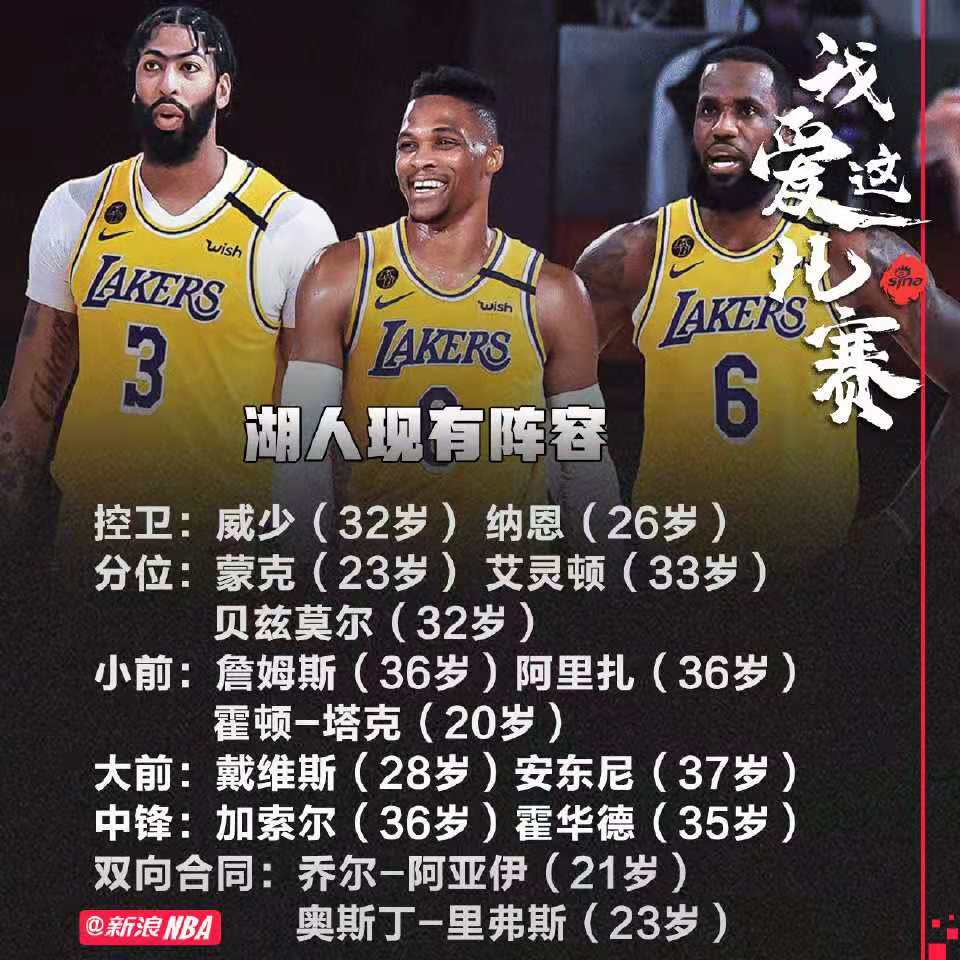 我爱这比赛
sina
wish
wish
LAKERS
LAKERS
LAKERS
3
6
湖人现有阵容
控卫：威少（32岁） 纳恩（26岁）
分位：蒙克（23岁） 艾灵顿（33岁）
贝兹莫尔（32岁）
小前：詹姆斯（36岁）阿里扎（36岁）
霍顿-塔克（20岁）
大前：戴维斯（28岁）安东尼（37岁）
中锋：加索尔（36岁）霍华德（35岁）
双向合同：乔尔-阿亚伊（21岁）
奥斯丁-里弗斯（23岁）
@新浪NBA